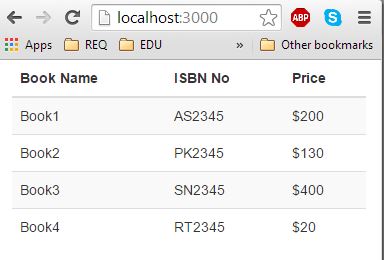 localhost:3000
ABP
Apps REQ EDU » Other bookmarks
Book Name ISBN No Price
Book1 AS2345 $200
Book2 PK2345 $130
Book3 SN2345 $400
Book4 RT2345 $20